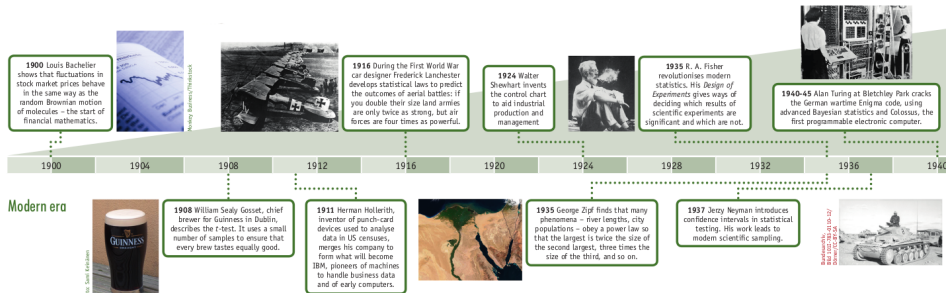 1900 Louis Bachelier
shows that fluctuations in
stock market prices behave
in the same way as the
random Brownian motion
of molecules – the start of
financial mathematics.
Monkey Business/Thinkstock
1916 During the First World War
car designer Frederick Lanchester
develops statistical laws to predict
the outcomes of aerial battles: if
you double their size land armies
are only twice as strong, but air
forces are four times as powerful.
1924 Walter
Shewhart invents
the control chart
to aid industrial
production and
management
1935 R. A. Fisher
revolutionises modern
statistics. His Design of
Experiments gives ways of
deciding which results of
scientific experiments are
significant and which are not.
1940-45 Alan Turing at Bletchley Park cracks
the German wartime Enigma code, using
advanced Bayesian statistics and Colossus, the
first programmable electronic computer.
1900
1904
1908
1912
1916
1920
1924
1928
1932
1936
1940
Modern era
GUINNESS
1908 William Sealy Gosset, chief
brewer for Guinness in Dublin,
describes the t-test. It uses a small
number of samples to ensure that
every brew tastes equally good.
1911 Herman Hollerith,
inventor of punch-card
devices used to analyse
data in US censuses,
merges his company to
form what will become
IBM, pioneers of machines
to handle business data
and of early computers.
1935 George Zipf finds that many
phenomena – river lengths, city
populations – obey a power law so
that the largest is twice the size of
the second largest, three times the
size of the third, and so on.
1937 Jerzy Neyman introduces
confidence intervals in statistical
testing. His work leads to
modern scientific sampling.
Bundesarchiv,